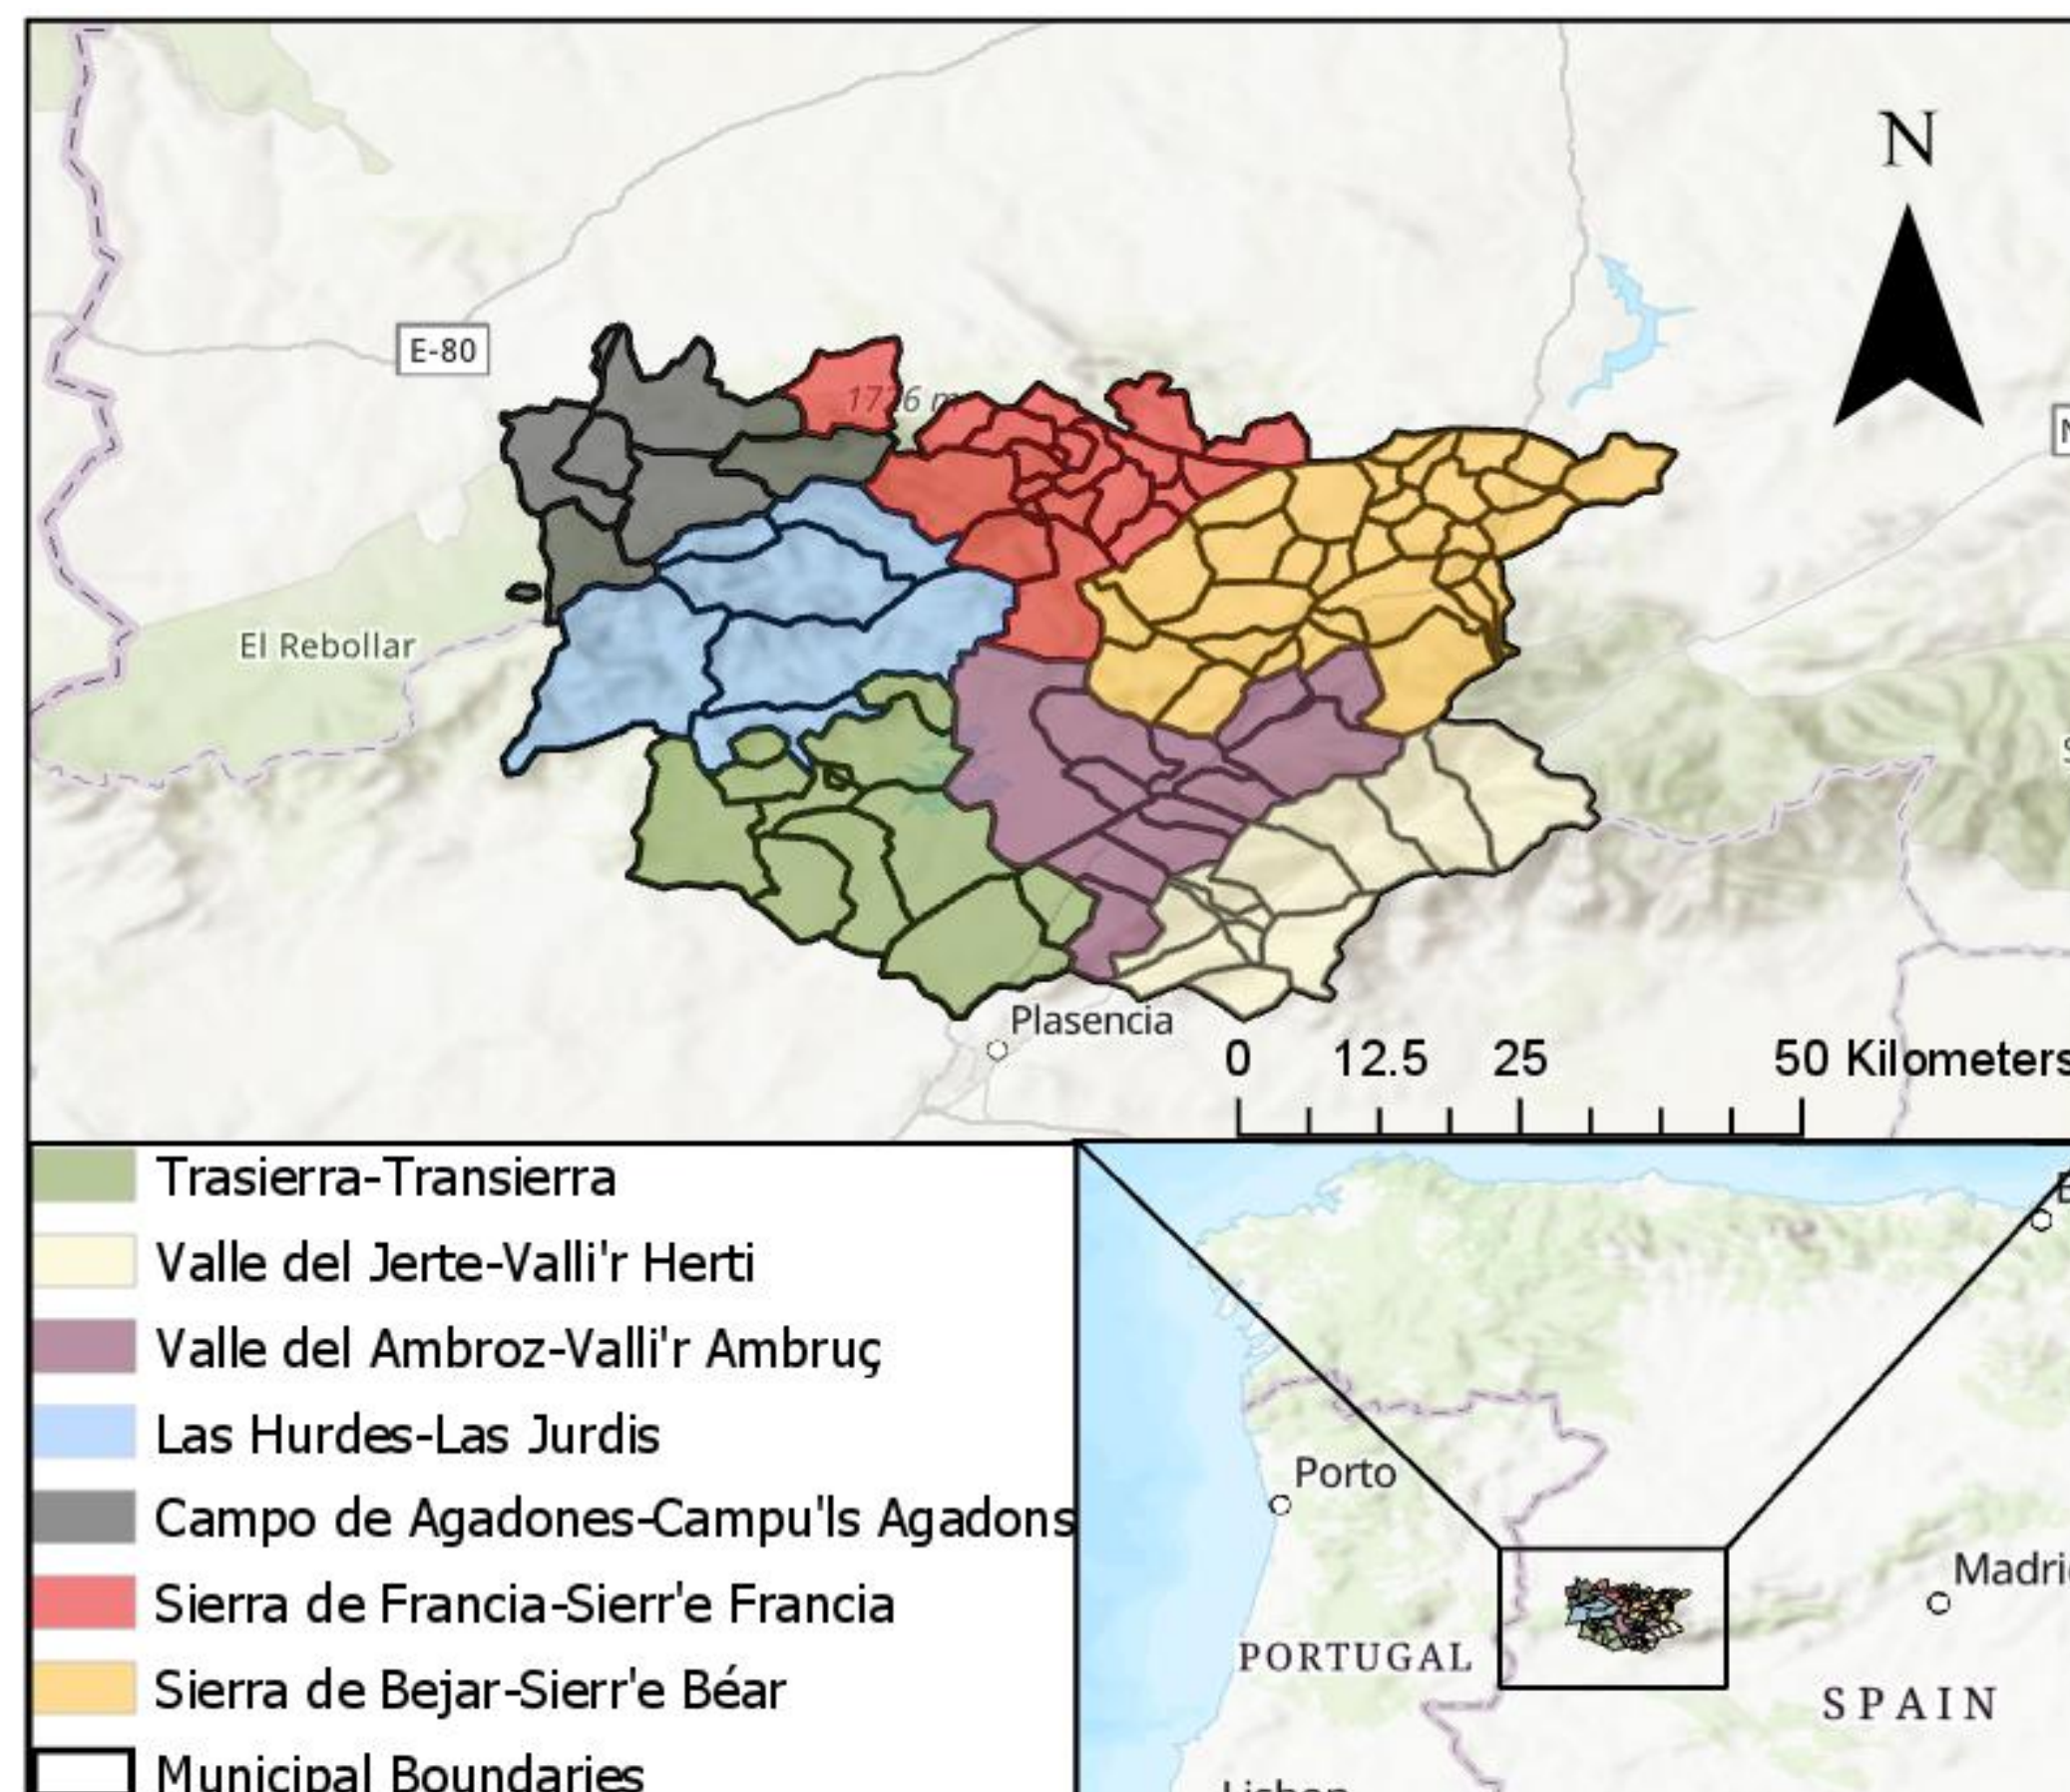 N
E-80
1726 m
El Rebollar
Plasencia
0 12.5 25 50 Kilometers
Trasierra-Transierra
Valle del Jerte-Valli'r Herti
Valle del Ambroz-Valli'r Ambruç
Las Hurdes-Las Jurdis
Campo de Agadones-Campu'ls Agadons
Sierra de Francia-Sierr'e Francia
Sierra de Bejar-Sierr'e Béar
Municipal Boundaries
Porto
Madri
PORTUGAL
SPAIN